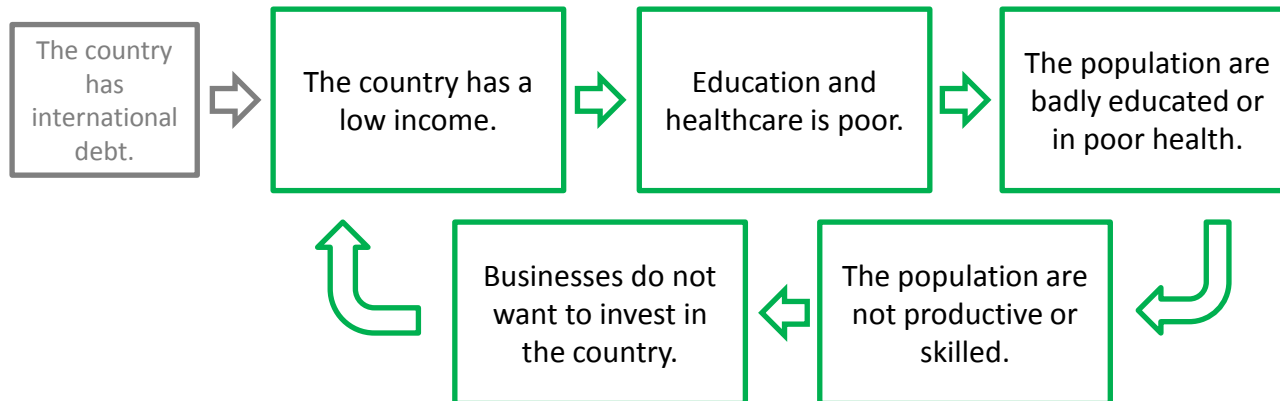 The country
has
international
debt.
The country has a
low income.
Education and
healthcare is poor.
The population are
badly educated or
in poor health.
The population are
not productive or
skilled.
Businesses do not
want to invest in
the country.